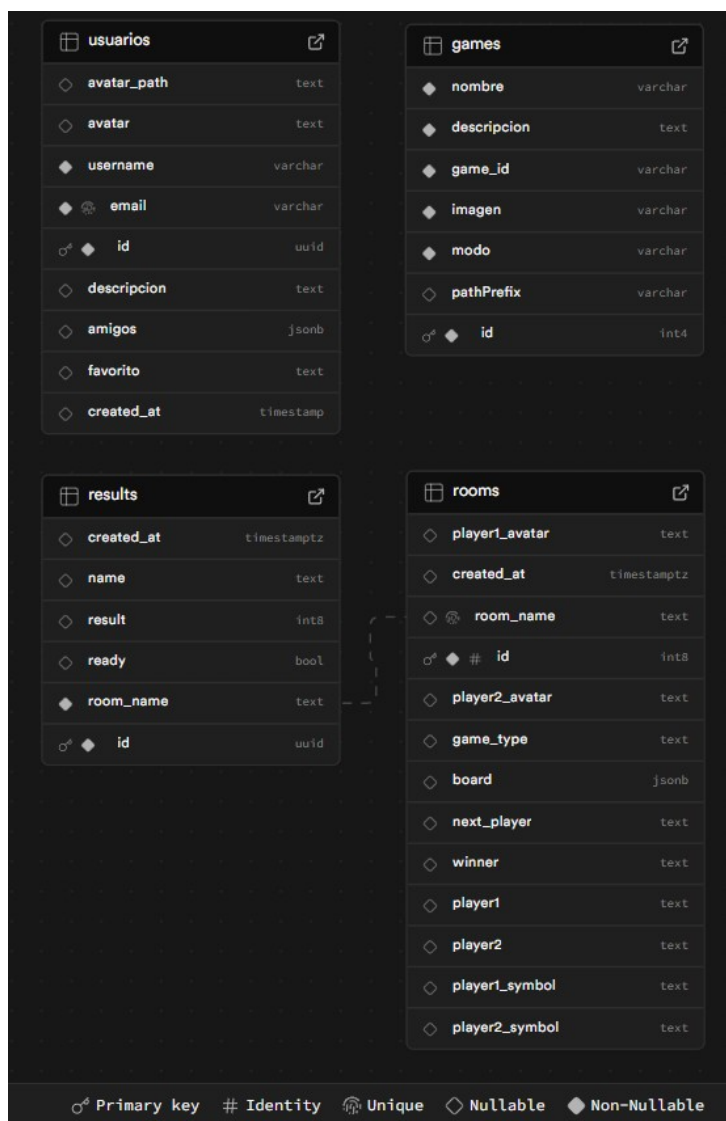 usuarios
avatar_path text
avatar text
username varchar
email varchar
id uuid
descripcion text
amigos jsonb
favorito text
created_at timestamp
games
nombre varchar
descripcion text
game_id varchar
imagen varchar
modo varchar
pathPrefix varchar
id int4
results
created_at timestamptz
name text
result int8
ready bool
room_name text
id uuid
rooms
player1_avatar text
created_at timestamptz
room_name text
# id int8
player2_avatar text
game_type text
board jsonb
next_player text
winner text
player1 text
player2 text
player1_symbol text
player2_symbol text
Primary key # Identity Unique Nullable Non-Nullable